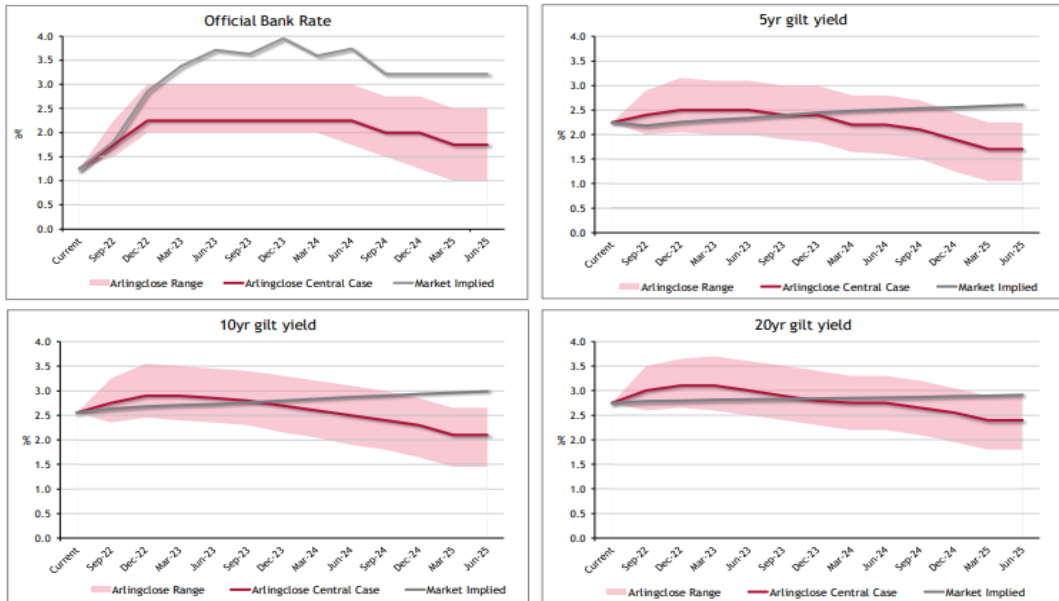 Official Bank Rate
4.0
3.5
3.0
2.5
2.0
1.5
1.0
0.5
0.0
%
Current
Sep-22
Dec-22
Mar-23
Jun-23
Sep-23
Dec-23
Mar-24
Jun-24
Sep-24
Dec-24
Mar-25
Jun-25
Arlingclose Range
Arlingclose Central Case
Market Implied
5yr gilt yield
4.0
3.5
3.0
2.5
2.0
1.5
1.0
0.5
0.0
%
Current
Sep-22
Dec-22
Mar-23
Jun-23
Sep-23
Dec-23
Mar-24
Jun-24
Sep-24
Dec-24
Mar-25
Jun-25
Arlingclose Range
Arlingclose Central Case
Market Implied
10yr gilt yield
4.0
3.5
3.0
2.5
2.0
1.5
1.0
0.5
0.0
%
Current
Sep-22
Dec-22
Mar-23
Jun-23
Sep-23
Dec-23
Mar-24
Jun-24
Sep-24
Dec-24
Mar-25
Jun-25
Arlingclose Range
Arlingclose Central Case
Market Implied
20yr gilt yield
4.0
3.5
3.0
2.5
2.0
1.5
1.0
0.5
0.0
%
Current
Sep-22
Dec-22
Mar-23
Jun-23
Sep-23
Dec-23
Mar-24
Jun-24
Sep-24
Dec-24
Mar-25
Jun-25
Arlingclose Range
Arlingclose Central Case
Market Implied